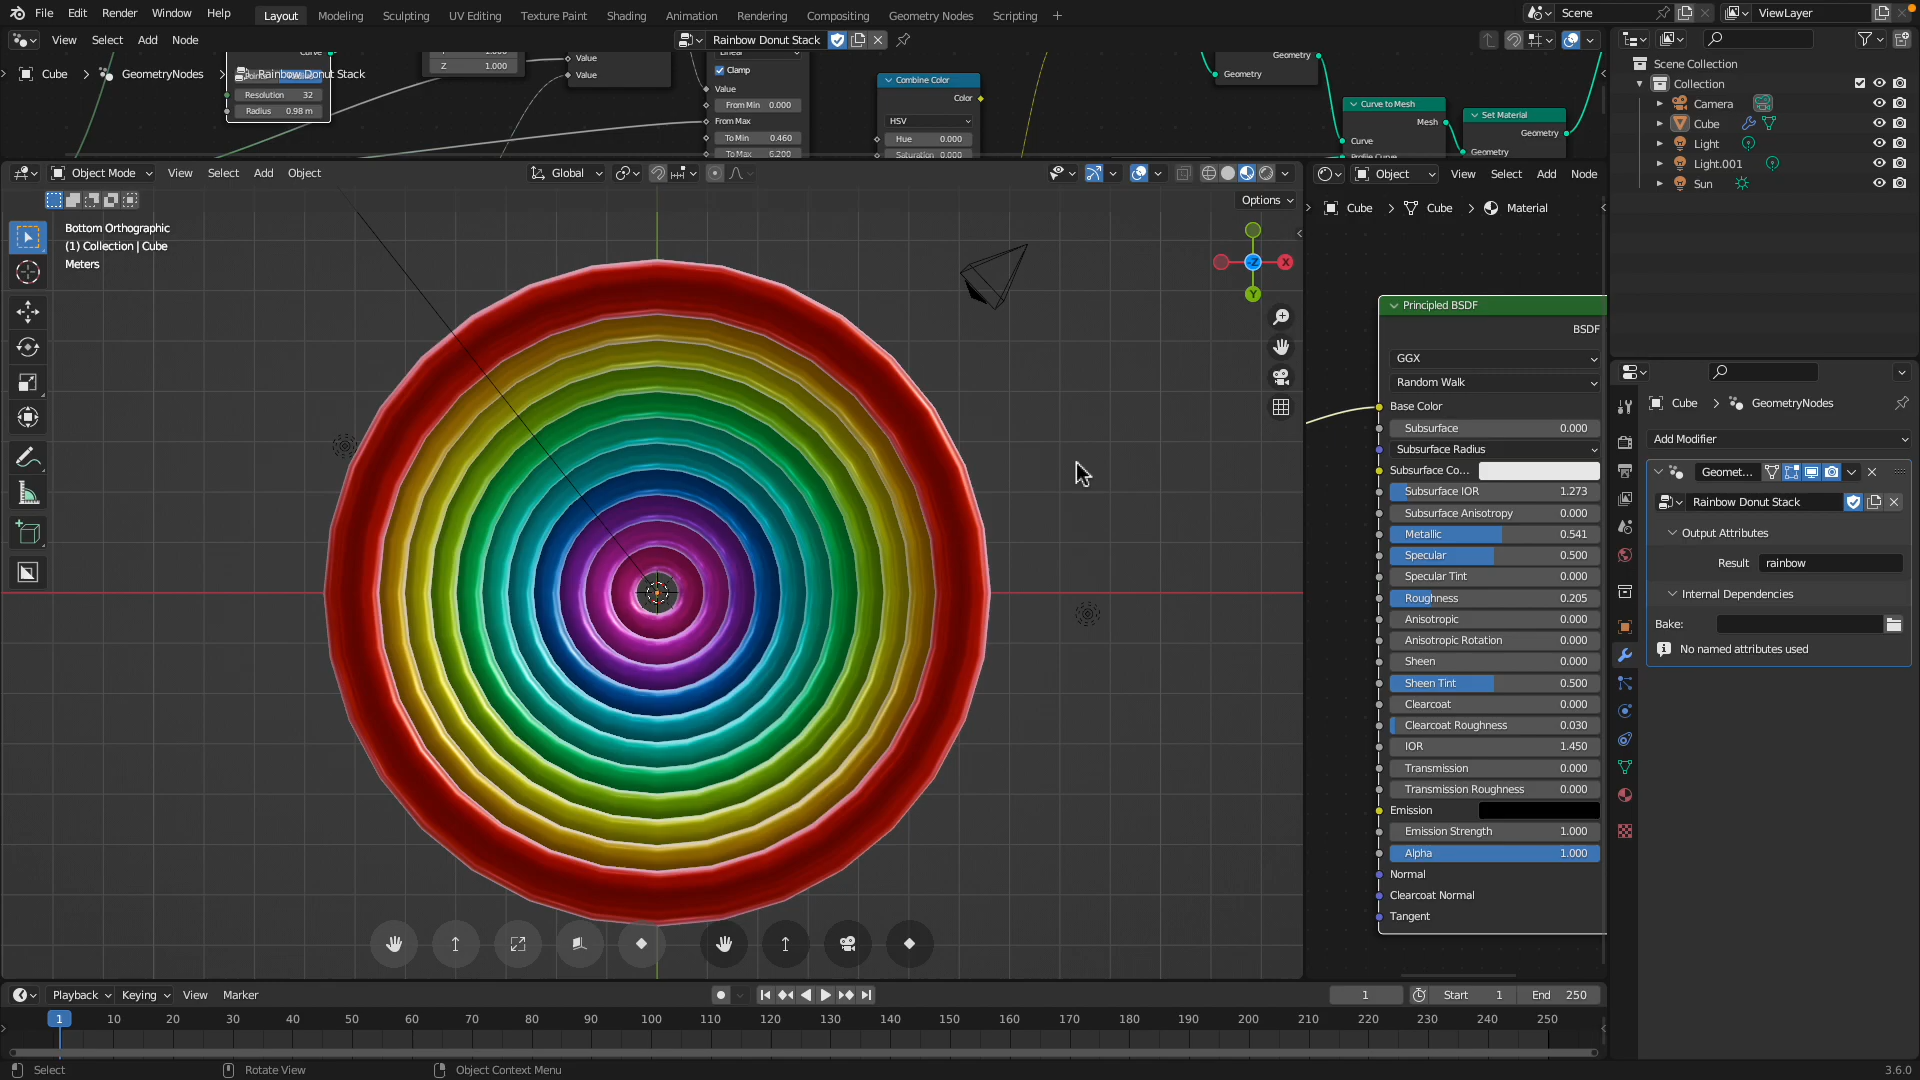 File Edit Render Window Help Layout Modeling Sculpting UV Editing Texture Paint Shading Animation Rendering Compositing Geometry Nodes Scripting + Scene ViewLayer
View Select Add Node Rainbow Donut Stack
Cube > GeometryNodes > Rainbow Donut Stack
Curve
Resolution 32
Radius 0.98 m
Z 1.000
Value
Value
Clamp
Value
From Min 0.000
From Max
To Min 0.460
To Max 6.200
Combine Color
Color
HSV
Hue 0.000
Saturation 0.000
Geometry
Geometry
Curve to Mesh
Mesh
Curve
Profile Curve
Set Material
Geometry
Geometry
Scene Collection
Collection
Camera
Cube
Light
Light.001
Sun
Object Mode View Select Add Object Global
Options
Bottom Orthographic
(1) Collection | Cube
Meters
X
-Z
Y
Object View Select Add Node
Cube > Cube > Material
Principled BSDF
BSDF
GGX
Random Walk
Base Color
Subsurface 0.000
Subsurface Radius
Subsurface Co...
Subsurface IOR 1.273
Subsurface Anisotropy 0.000
Metallic 0.541
Specular 0.500
Specular Tint 0.000
Roughness 0.205
Anisotropic 0.000
Anisotropic Rotation 0.000
Sheen 0.000
Sheen Tint 0.500
Clearcoat 0.000
Clearcoat Roughness 0.030
IOR 1.450
Transmission 0.000
Transmission Roughness 0.000
Emission
Emission Strength 1.000
Alpha 1.000
Normal
Clearcoat Normal
Tangent
Cube > GeometryNodes
Add Modifier
Geomet...
Rainbow Donut Stack
Output Attributes
Result rainbow
Internal Dependencies
Bake:
No named attributes used
Playback Keying View Marker 1 Start 1 End 250
1 10 20 30 40 50 60 70 80 90 100 110 120 130 140 150 160 170 180 190 200 210 220 230 240 250
Select Rotate View Object Context Menu 3.6.0